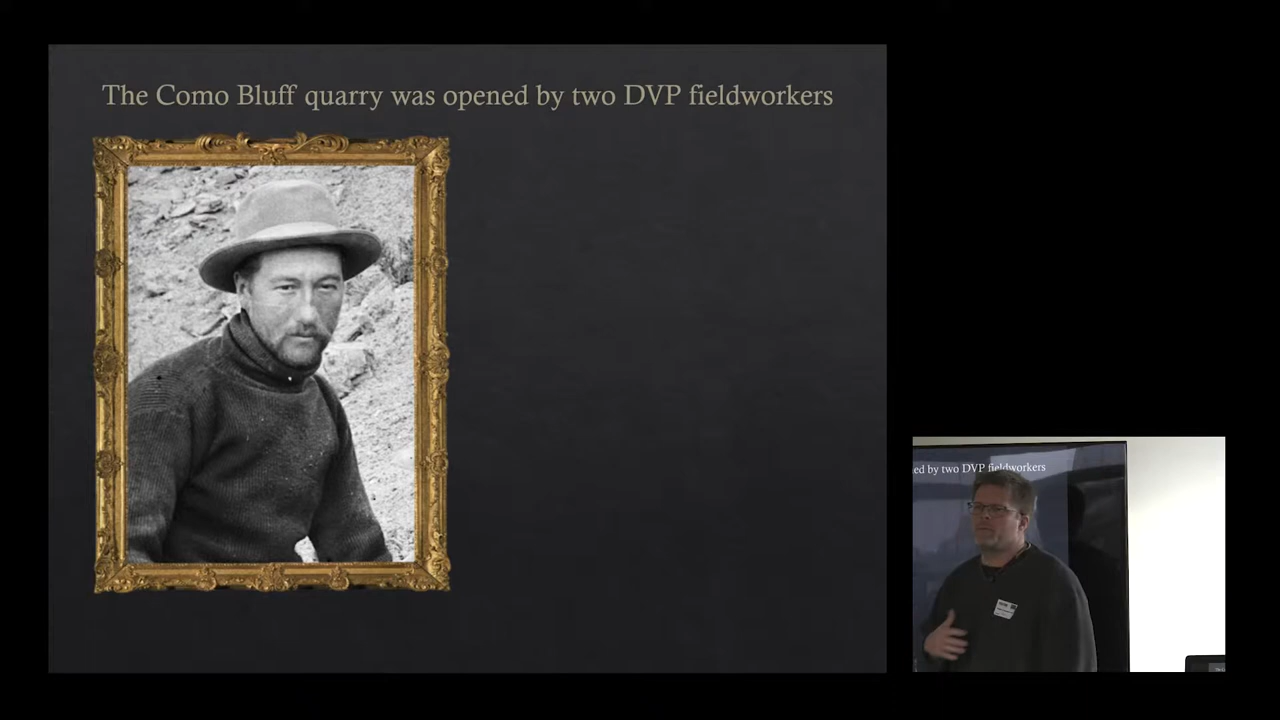 The Como Bluff quarry was opened by two DVP fieldworkers
ed by two DVP fieldworkers